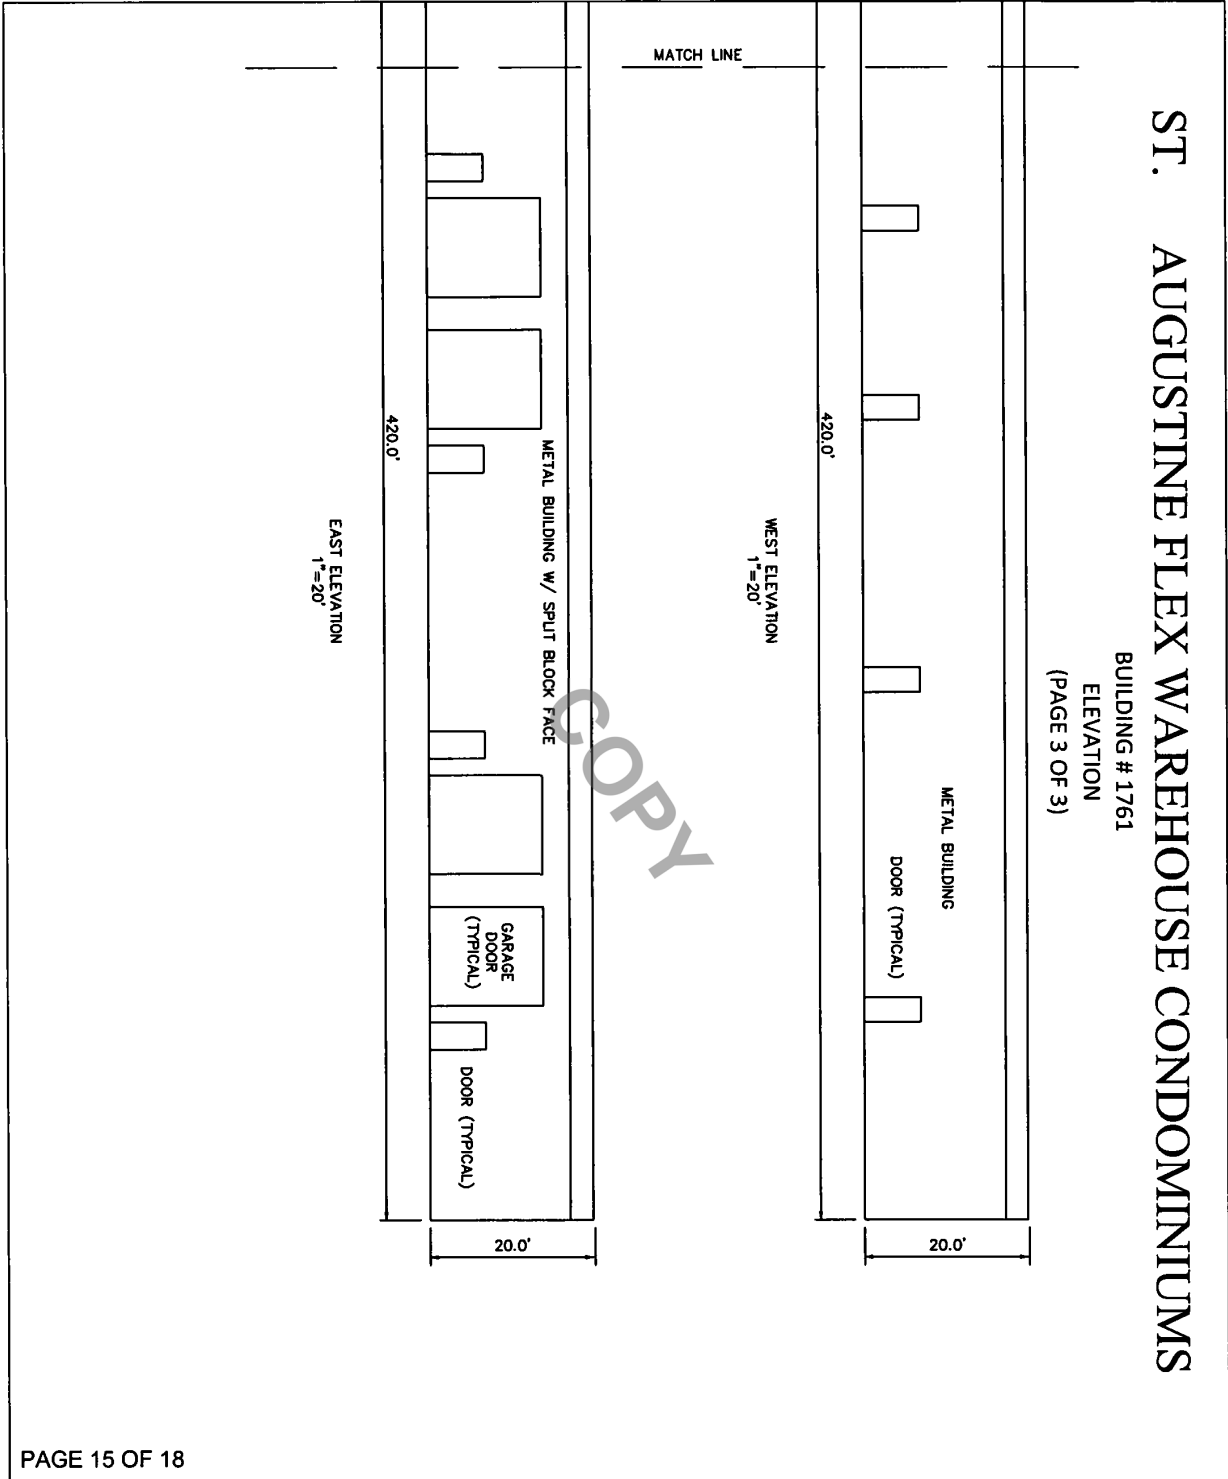 ST. AUGUSTINE FLEX WAREHOUSE CONDOMINIUMS
BUILDING # 1761
ELEVATION
(PAGE 3 OF 3)
MATCH LINE
METAL BUILDING
DOOR (TYPICAL)
20.0'
420.0'
WEST ELEVATION
1"=20'
METAL BUILDING W/ SPLIT BLOCK FACE
GARAGE
DOOR
(TYPICAL)
DOOR (TYPICAL)
20.0'
420.0'
EAST ELEVATION
1"=20'
COPY
PAGE 15 OF 18